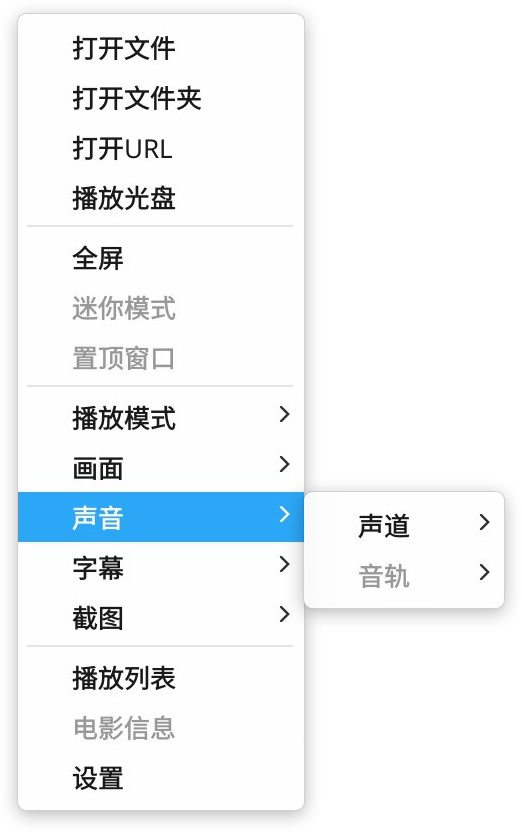 打开文件
打开文件夹
打开URL
播放光盘
全屏
迷你模式
置顶窗口
播放模式
画面
声音
声道
音轨
字幕
截图
播放列表
电影信息
设置